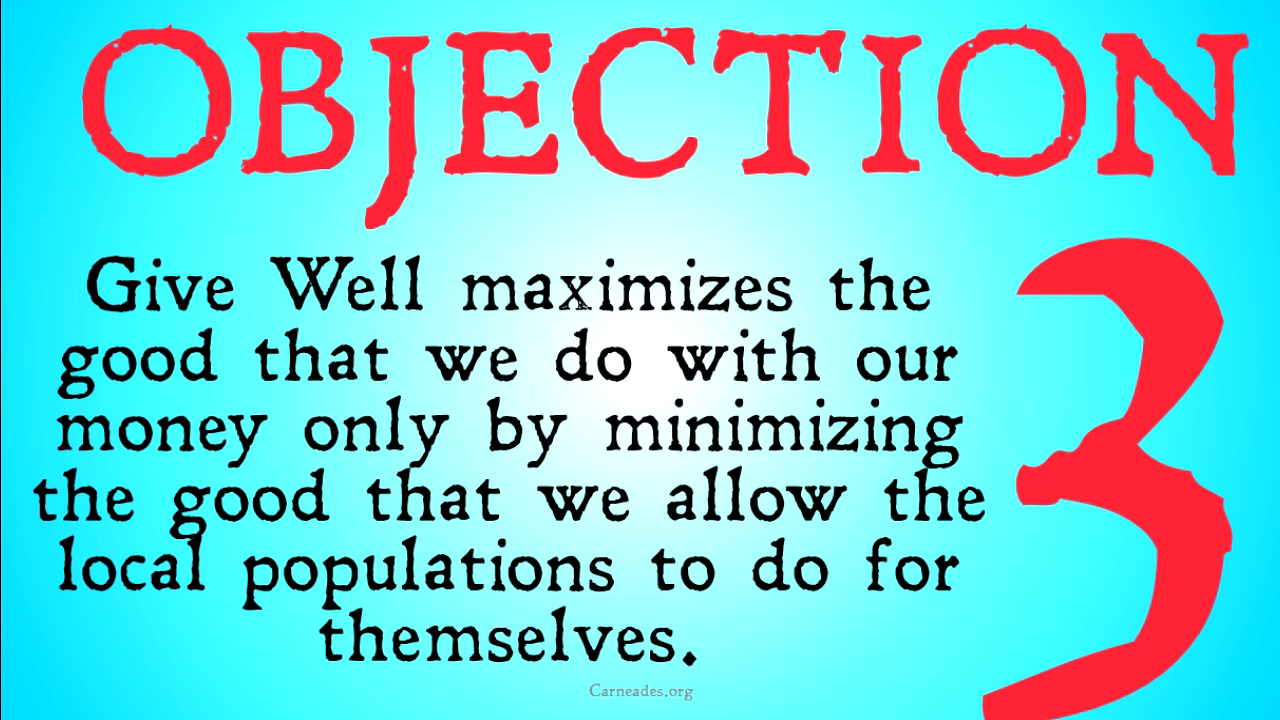 OBJECTION
3
Give Well maximizes the
good that we do with our
money only by minimizing
the good that we allow the
local populations to do for
themselves.
Carneades.org